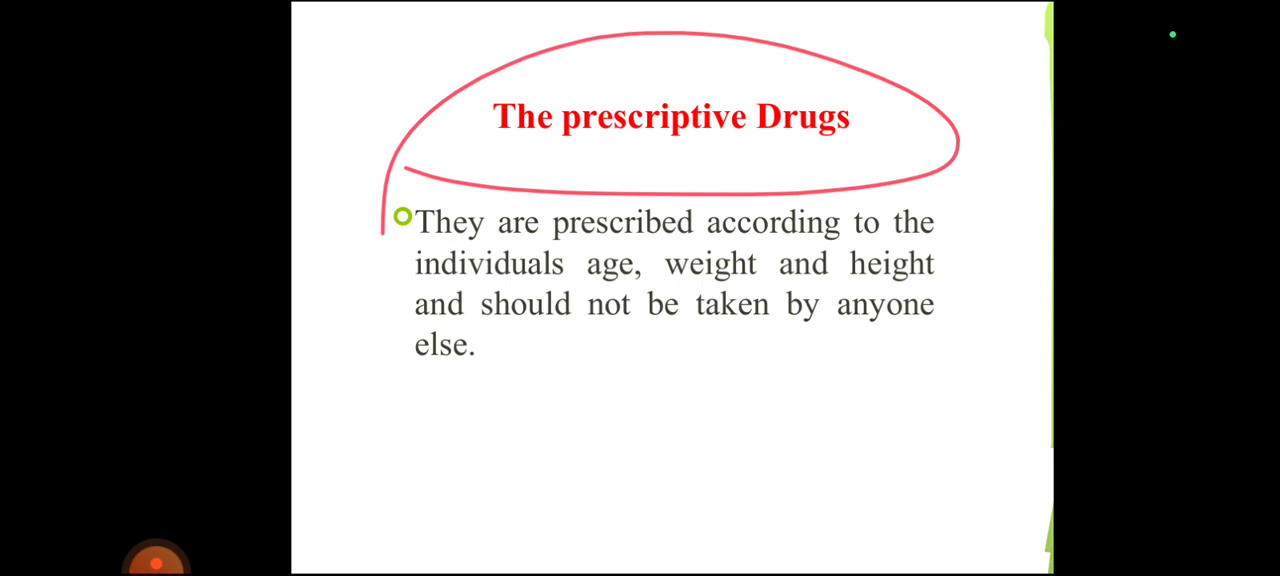 The prescriptive Drugs
They are prescribed according to the
individuals age, weight and height
and should not be taken by anyone
else.